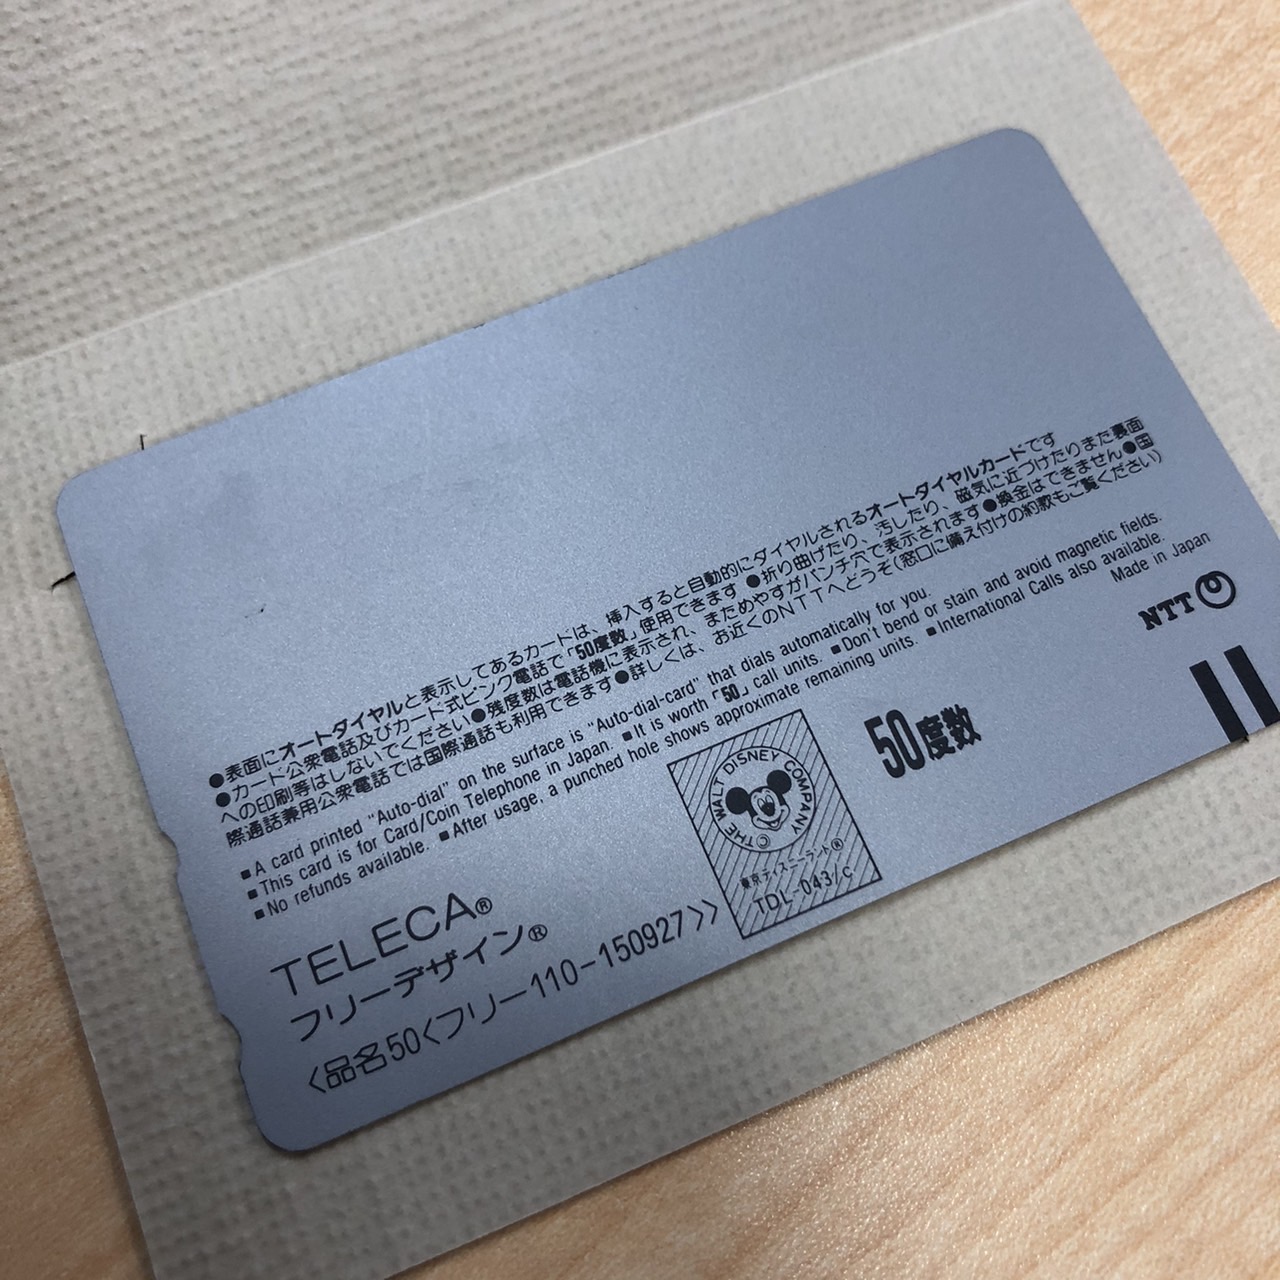 ●表面にオートダイヤルと表示してあるカードは、挿入すると自動的にダイヤルされるオートダイヤルカードです
●カード公衆電話及びカード式ピンク電話で「50度数」使用できます ●折り曲げたり、汚したり、磁気に近づけたりまた裏面
への印刷等はしないでください●残度数は電話機に表示され、まためやすがパンチ穴で表示されます●換金はできません●国
際通話兼用公衆電話では国際通話も利用できます●詳しくは、お近くのNTTへどうぞ(窓口に備え付けの約款もご覧ください)
■A card printed "Auto-dial" on the surface is "Auto-dial-card" that dials automatically for you.
■This card is for Card/Coin Telephone in Japan. ■It is worth「50」call units. ■Don't bend or stain and avoid magnetic fields.
■No refunds available. ■After usage, a punched hole shows approximate remaining units. ■International Calls also available.
Made in Japan
NTT
50度数
©THE WALT DISNEY COMPANY
東京ディズニーランド®
TDL-043/c
TELECA®
フリーデザイン®
<品名50<フリー110-150927>>